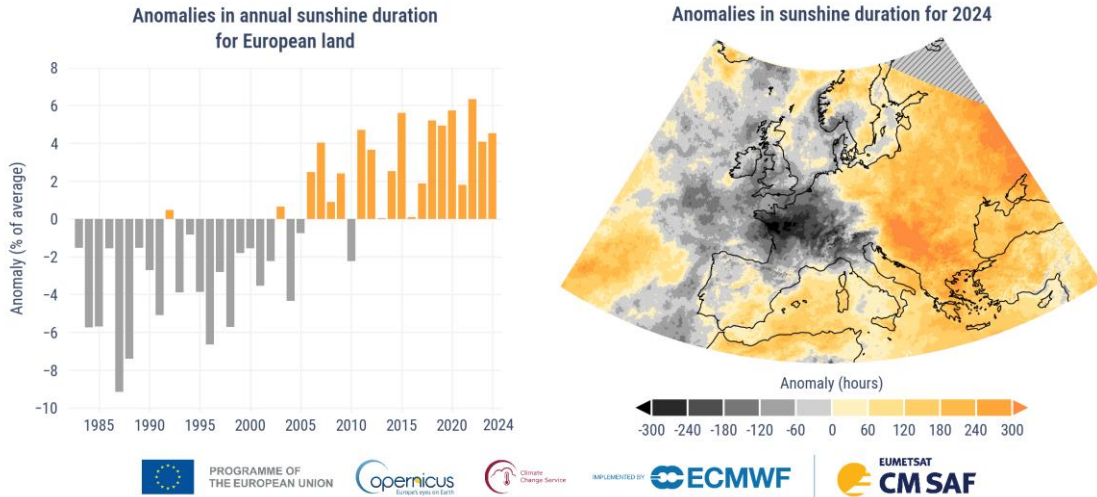 Anomalies in annual sunshine duration
for European land
8
6
4
2
0
−2
−4
−6
−8
−10
Anomaly (% of average)
1985
1990
1995
2000
2005
2010
2015
2020
2024
Anomalies in sunshine duration for 2024
Anomaly (hours)
-300 -240 -180 -120 -60 0 60 120 180 240 300
PROGRAMME OF
THE EUROPEAN UNION
opernicus
Europe's eyes on Earth
Climate
Change Service
IMPLEMENTED BY
ECMWF
EUMETSAT
CM SAF